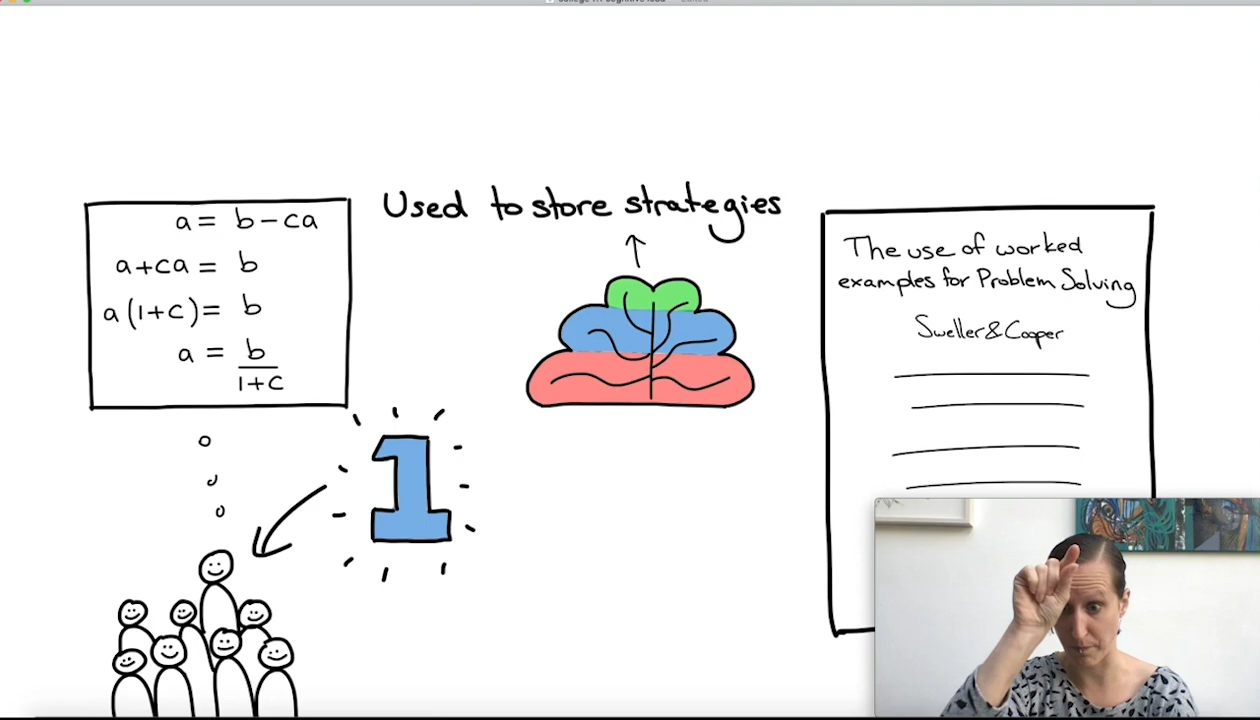 a = b - ca
a + ca = b
a (1 + c) = b
a = b
1 + c
Used to store strategies
1
The use of worked
examples for Problem Solving
Sweller & Cooper